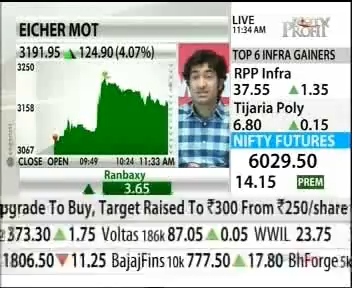 EICHER MOT
3191.95 ▲ 124.90 (4.07%)
3250
3158
3067
CLOSE OPEN 09:49 10:24 11:33 AM
Ranbaxy
▲ 3.65
LIVE
11:34 AM
PROFIT
TOP 6 INFRA GAINERS
RPP Infra
37.55 ▲ 1.35
Tijaria Poly
6.80 ▲ 0.15
NIFTY FUTURES
6029.50
14.15 PREM
pgrade To Buy, Target Raised To ₹300 From ₹250/share
373.30 ▲ 1.75 Voltas 186k 87.05 ▲ 0.05 WWIL 23.75
1806.50 ▼ 11.25 BajajFins 10k 777.50 ▲ 17.80 BhForge 5k